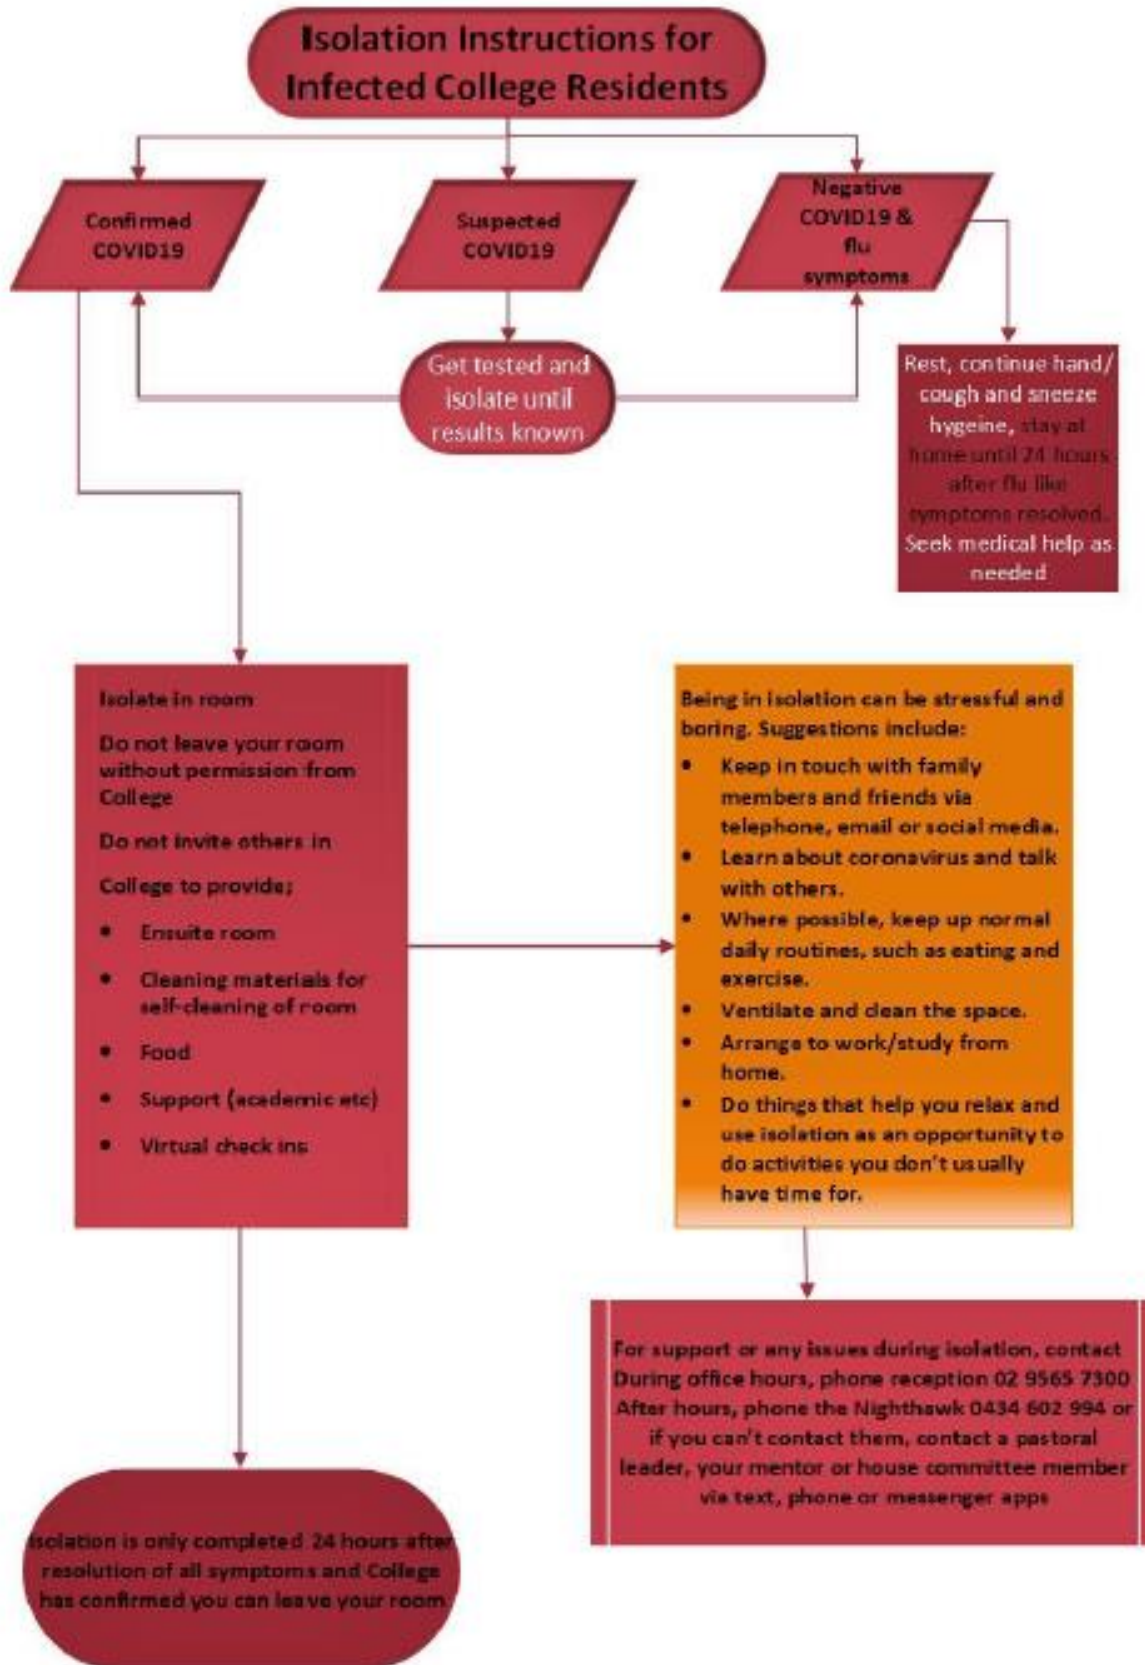 Isolation Instructions for
Infected College Residents
Confirmed
COVID19
Suspected
COVID19
Negative
COVID19 &
flu
symptoms
Get tested and
isolate until
results known
Rest, continue hand/
cough and sneeze
hygeine, stay at
home until 24 hours
after flu like
symptoms resolved.
Seek medical help as
needed
Isolate in room
Do not leave your room
without permission from
College
Do not invite others in
College to provide;
• Ensuite room
• Cleaning materials for
self-cleaning of room
• Food
• Support (academic etc)
• Virtual check ins
Being in isolation can be stressful and
boring. Suggestions include:
• Keep in touch with family
members and friends via
telephone, email or social media.
• Learn about coronavirus and talk
with others.
• Where possible, keep up normal
daily routines, such as eating and
exercise.
• Ventilate and clean the space.
• Arrange to work/study from
home.
• Do things that help you relax and
use isolation as an opportunity to
do activities you don't usually
have time for.
For support or any issues during isolation, contact
During office hours, phone reception 02 9565 7300
After hours, phone the Nighthawk 0434 602 994 or
if you can't contact them, contact a pastoral
leader, your mentor or house committee member
via text, phone or messenger apps
Isolation is only completed 24 hours after
resolution of all symptoms and College
has confirmed you can leave your room